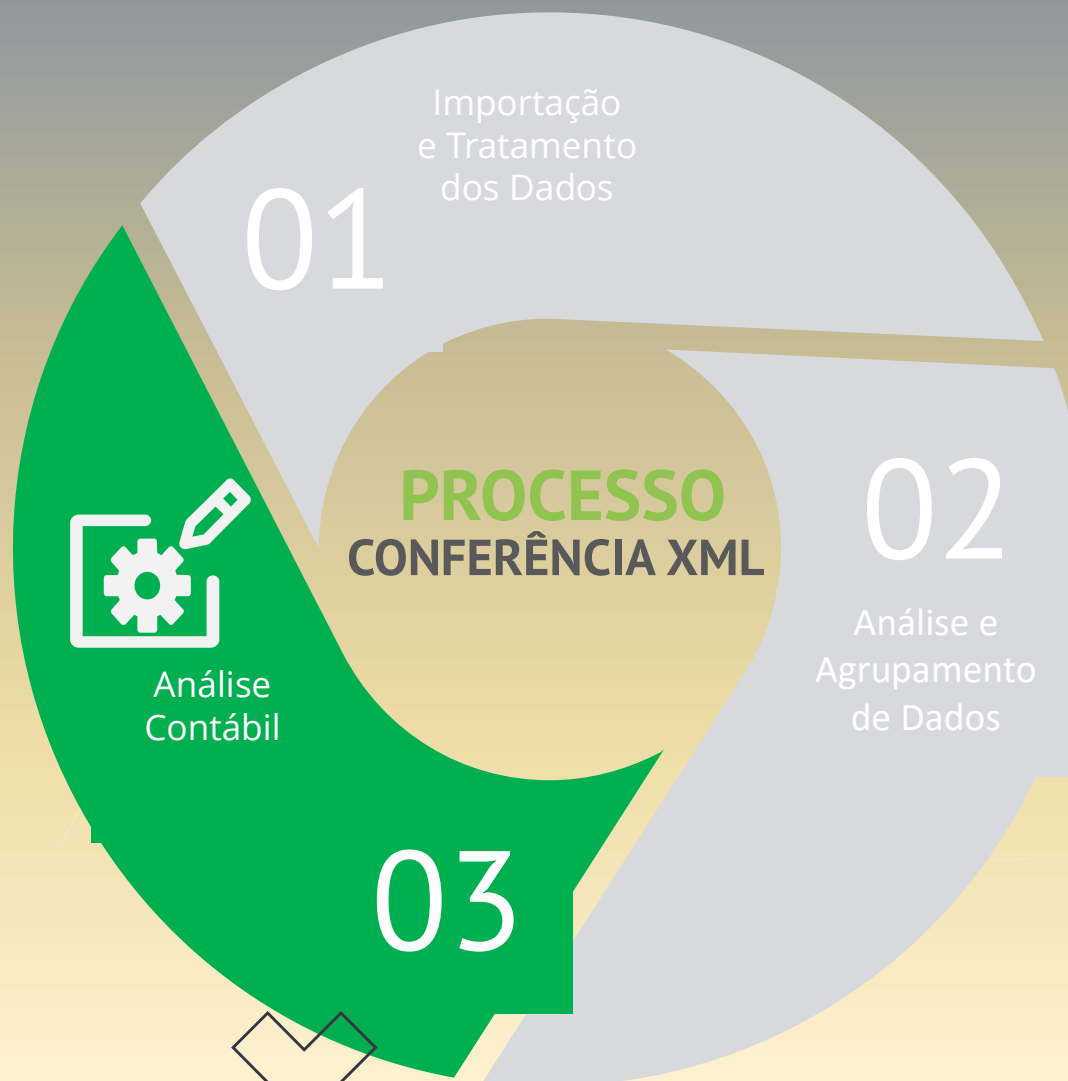 Importação
e Tratamento
dos Dados
01
PROCESSO
CONFERÊNCIA XML
02
Análise e
Agrupamento
de Dados
Análise
Contábil
03